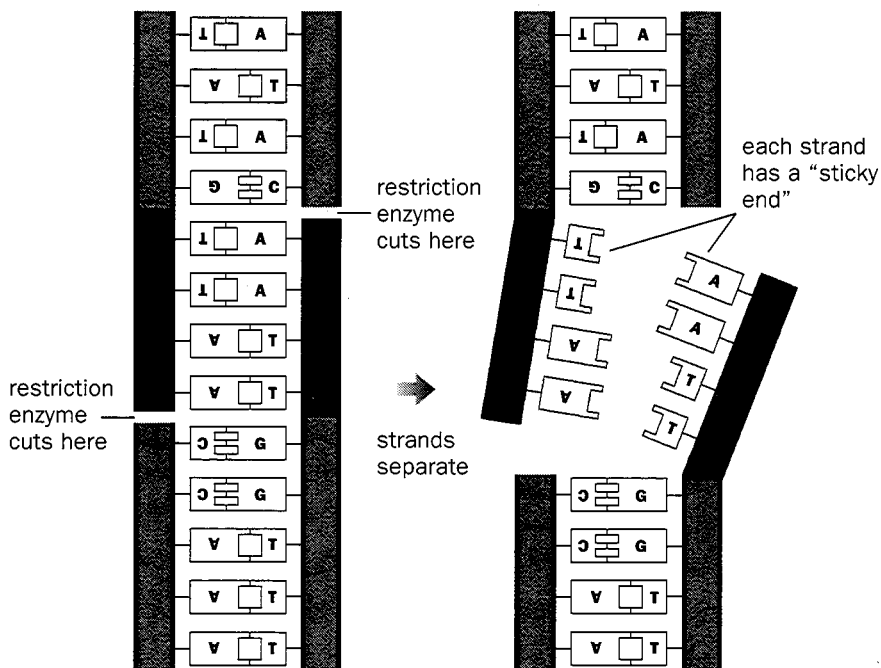 T A
A T
T A
G C
restriction
enzyme
cuts here
T A
T A
A T
A T
restriction
enzyme
cuts here
C G
C G
A T
A T
A T
strands
separate
T A
A T
T A
G C
each strand
has a “sticky
end”
T
T
A
A
A
A
T
T
C G
C G
A T
A T